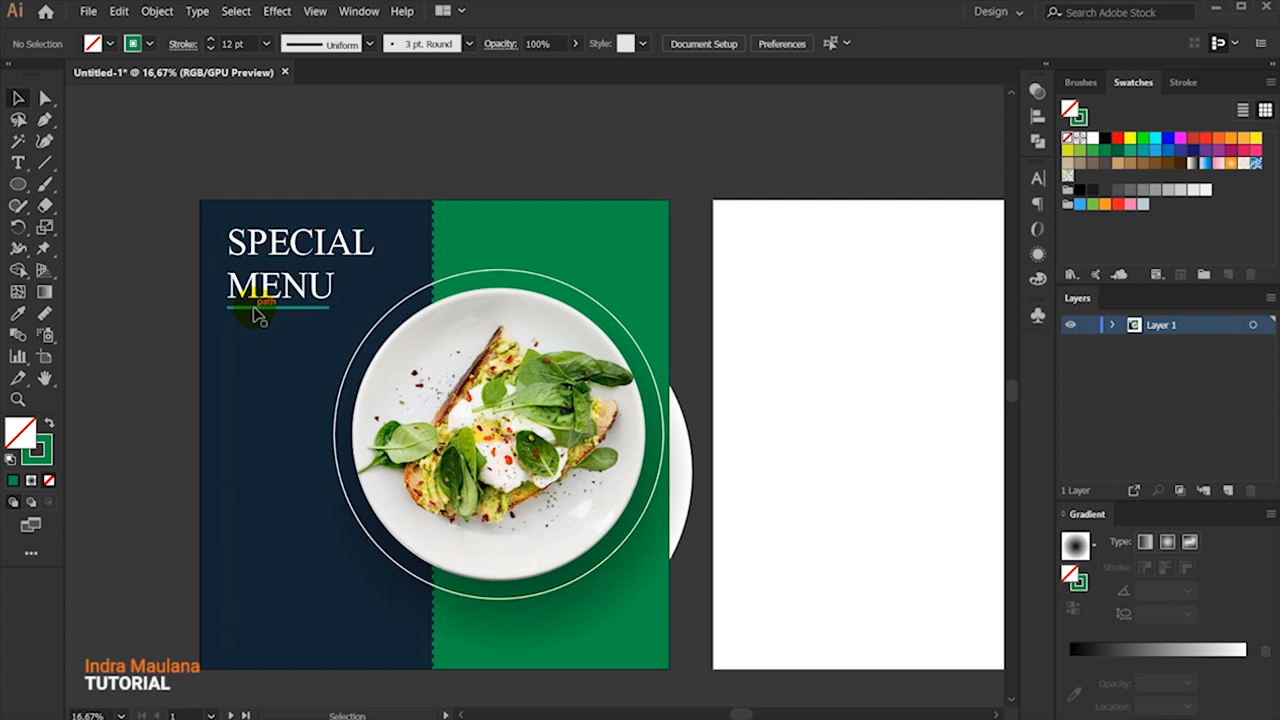 Ai
File Edit Object Type Select Effect View Window Help
Design
Search Adobe Stock
No Selection
Stroke:
12 pt
Uniform
3 pt. Round
Opacity:
100%
Style:
Document Setup
Preferences
Untitled-1* @ 16,67% (RGB/GPU Preview)
Brushes
Swatches
Stroke
SPECIAL
MENU
path
Layers
Layer 1
1 Layer
Gradient
Type:
Stroke:
Opacity:
Location:
Indra Maulana
TUTORIAL
16,67%
1
Selection